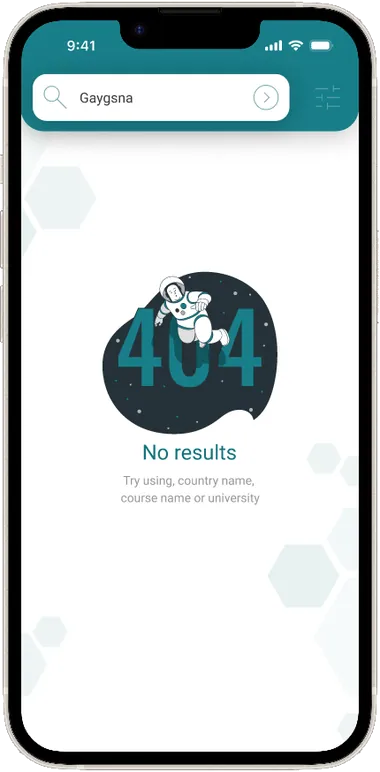 9:41
Gaygsna
404
No results
Try using, country name,
course name or university